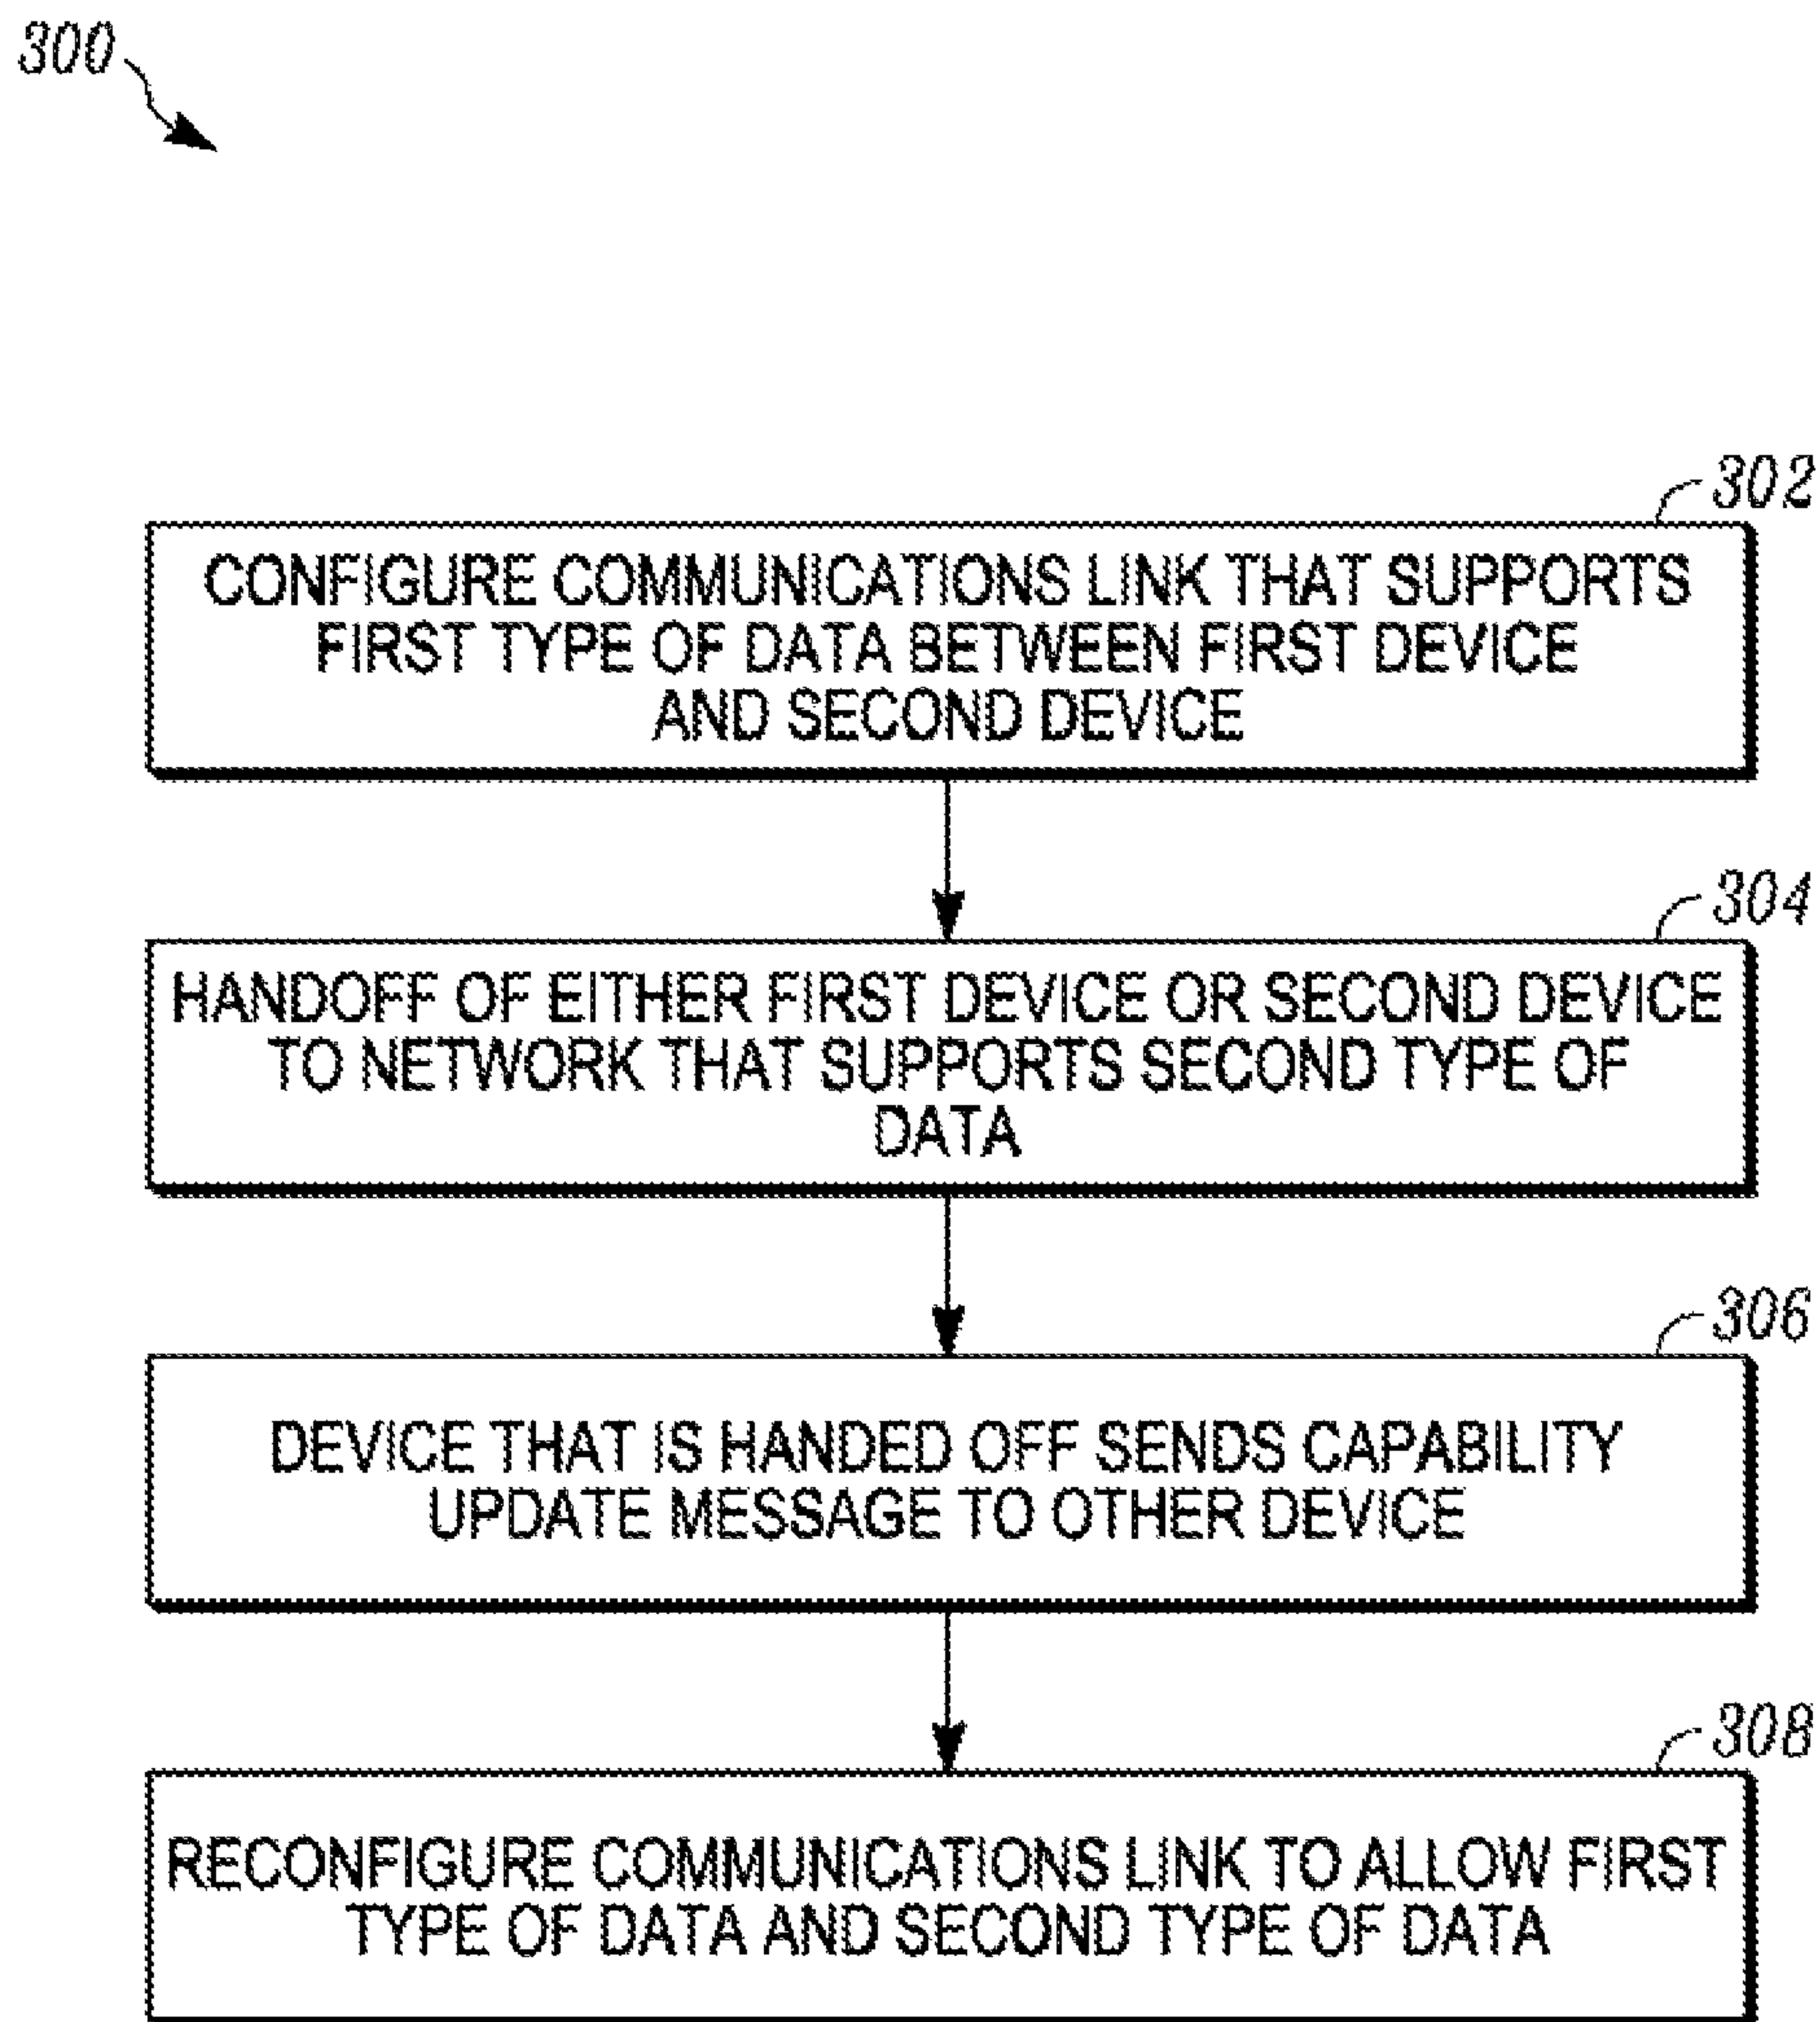 300
302
CONFIGURE COMMUNICATIONS LINK THAT SUPPORTS
FIRST TYPE OF DATA BETWEEN FIRST DEVICE
AND SECOND DEVICE
304
HANDOFF OF EITHER FIRST DEVICE OR SECOND DEVICE
TO NETWORK THAT SUPPORTS SECOND TYPE OF
DATA
306
DEVICE THAT IS HANDED OFF SENDS CAPABILITY
UPDATE MESSAGE TO OTHER DEVICE
308
RECONFIGURE COMMUNICATIONS LINK TO ALLOW FIRST
TYPE OF DATA AND SECOND TYPE OF DATA